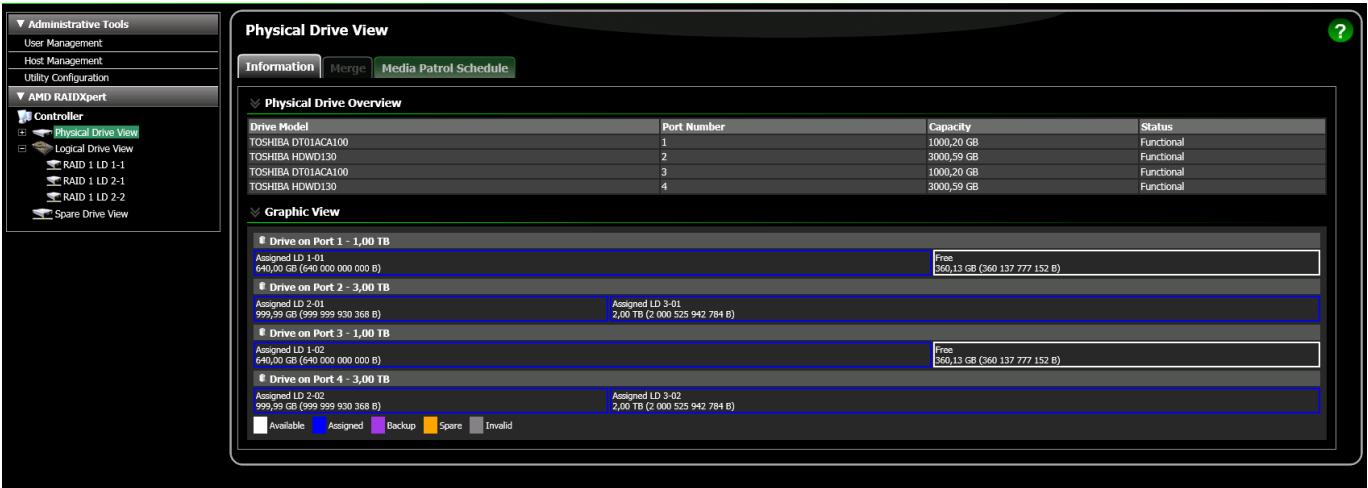 Administrative Tools
User Management
Host Management
Utility Configuration
AMD RAIDXpert
Controller
Physical Drive View
Logical Drive View
RAID 1 LD 1-1
RAID 1 LD 2-1
RAID 1 LD 2-2
Spare Drive View
Physical Drive View
?
Information Merge Media Patrol Schedule
Physical Drive Overview
Drive Model Port Number Capacity Status
TOSHIBA DT01ACA100 1 1000,20 GB Functional
TOSHIBA HDWD130 2 3000,59 GB Functional
TOSHIBA DT01ACA100 3 1000,20 GB Functional
TOSHIBA HDWD130 4 3000,59 GB Functional
Graphic View
Drive on Port 1 - 1,00 TB
Assigned LD 1-01 Free
640,00 GB (640 000 000 000 B) 360,13 GB (360 137 777 152 B)
Drive on Port 2 - 3,00 TB
Assigned LD 2-01 Assigned LD 3-01
999,99 GB (999 999 930 368 B) 2,00 TB (2 000 525 942 784 B)
Drive on Port 3 - 1,00 TB
Assigned LD 1-02 Free
640,00 GB (640 000 000 000 B) 360,13 GB (360 137 777 152 B)
Drive on Port 4 - 3,00 TB
Assigned LD 2-02 Assigned LD 3-02
999,99 GB (999 999 930 368 B) 2,00 TB (2 000 525 942 784 B)
Available Assigned Backup Spare Invalid